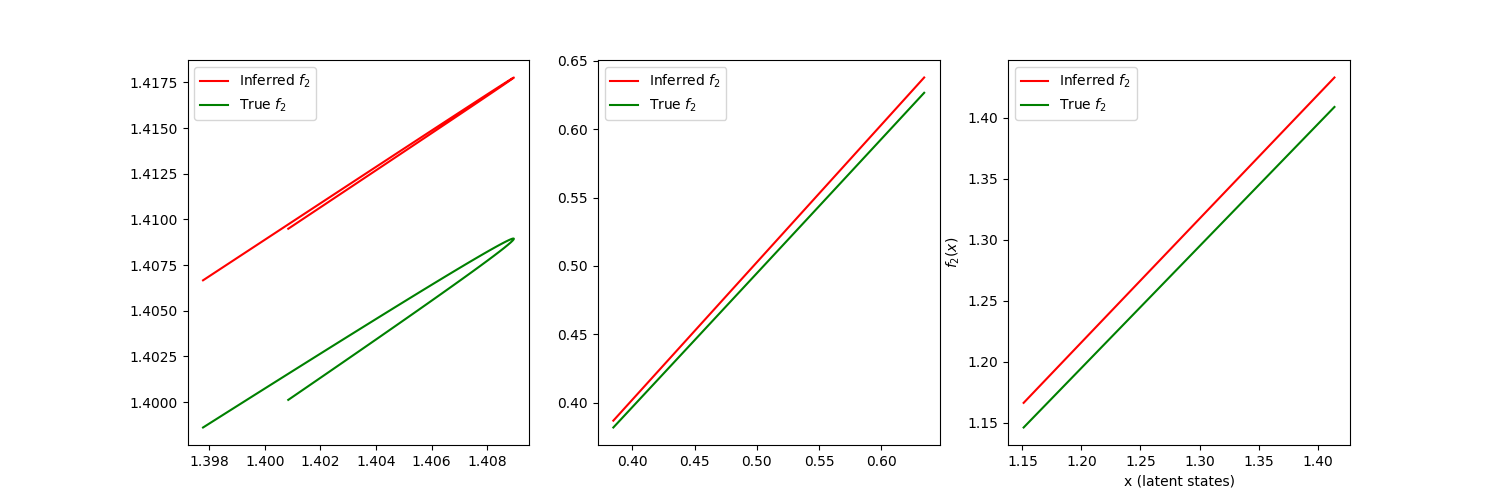 Inferred f₂
True f₂
1.4175
1.4150
1.4125
1.4100
1.4075
1.4050
1.4025
1.4000
1.398 1.400 1.402 1.404 1.406 1.408
Inferred f₂
True f₂
0.65
0.60
0.55
0.50
0.45
0.40
0.40 0.45 0.50 0.55 0.60
Inferred f₂
True f₂
f₂(x)
1.40
1.35
1.30
1.25
1.20
1.15
1.15 1.20 1.25 1.30 1.35 1.40
x (latent states)